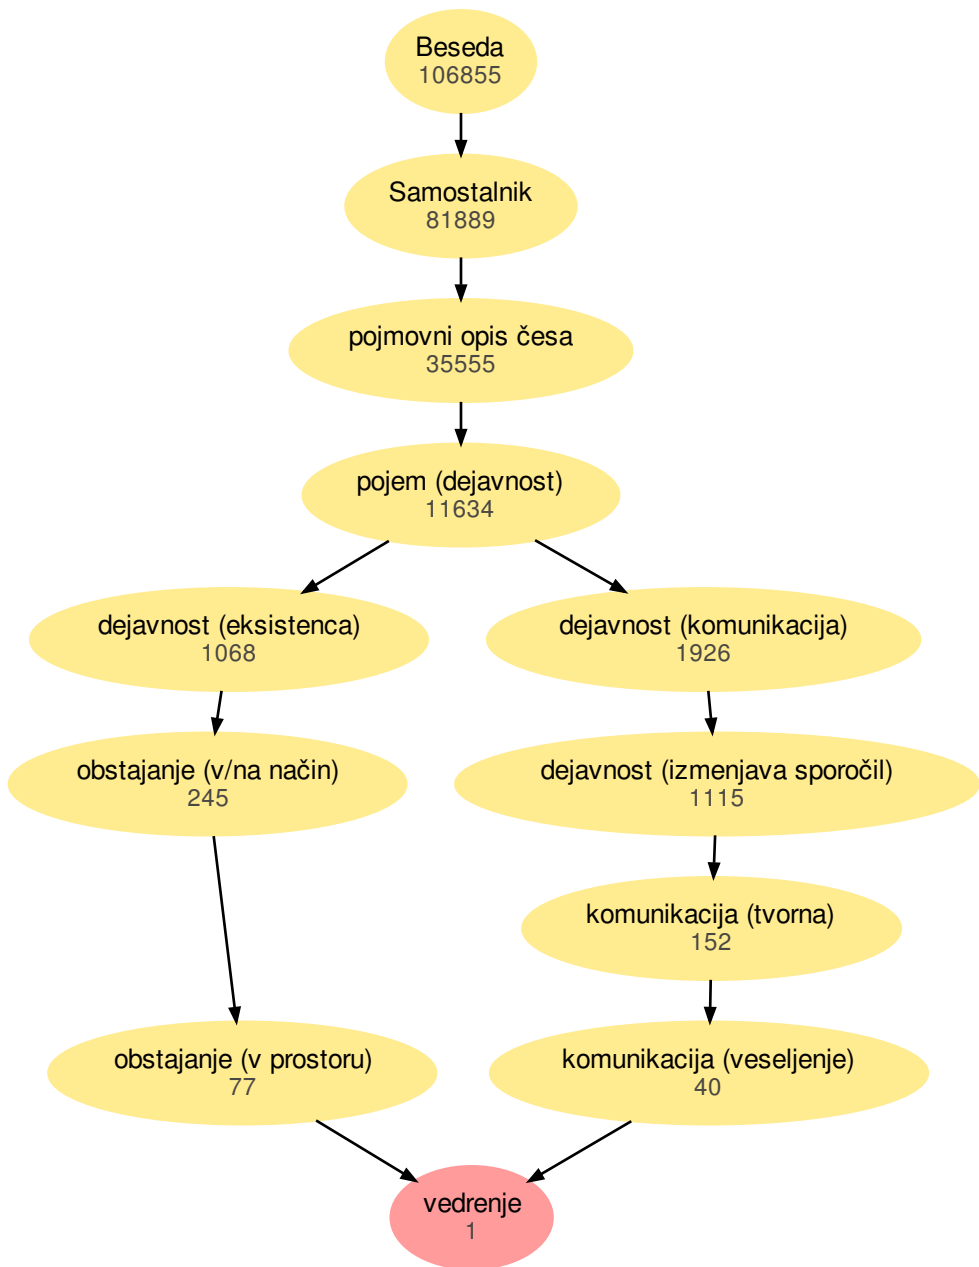 Beseda
106855
Samostalnik
81889
pojmovni opis česa
35555
pojem (dejavnost)
11634
dejavnost (eksistenca)
1068
dejavnost (komunikacija)
1926
obstajanje (v/na način)
245
dejavnost (izmenjava sporočil)
1115
komunikacija (tvorna)
152
obstajanje (v prostoru)
77
komunikacija (veseljenje)
40
vedrenje
1